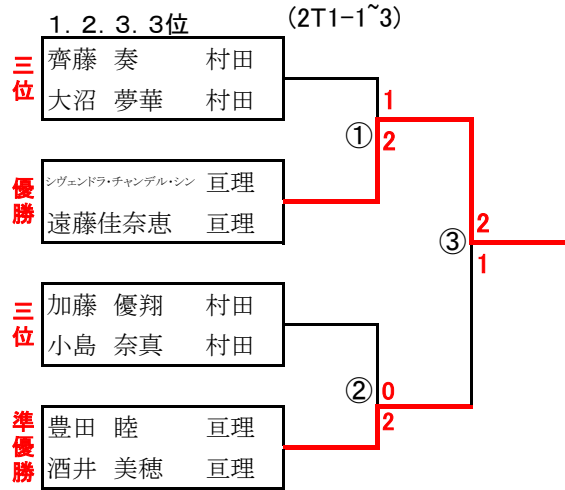 1. 2. 3. 3位
(2T1-1~3)
三位
齊藤 奏 村田
大沼 夢華 村田
1
①
2
優勝
シヴェンドラ・チャンデル・シン 亘理
遠藤佳奈恵 亘理
2
③
1
三位
加藤 優翔 村田
小島 奈真 村田
0
②
2
準優勝
豊田 睦 亘理
酒井 美穂 亘理